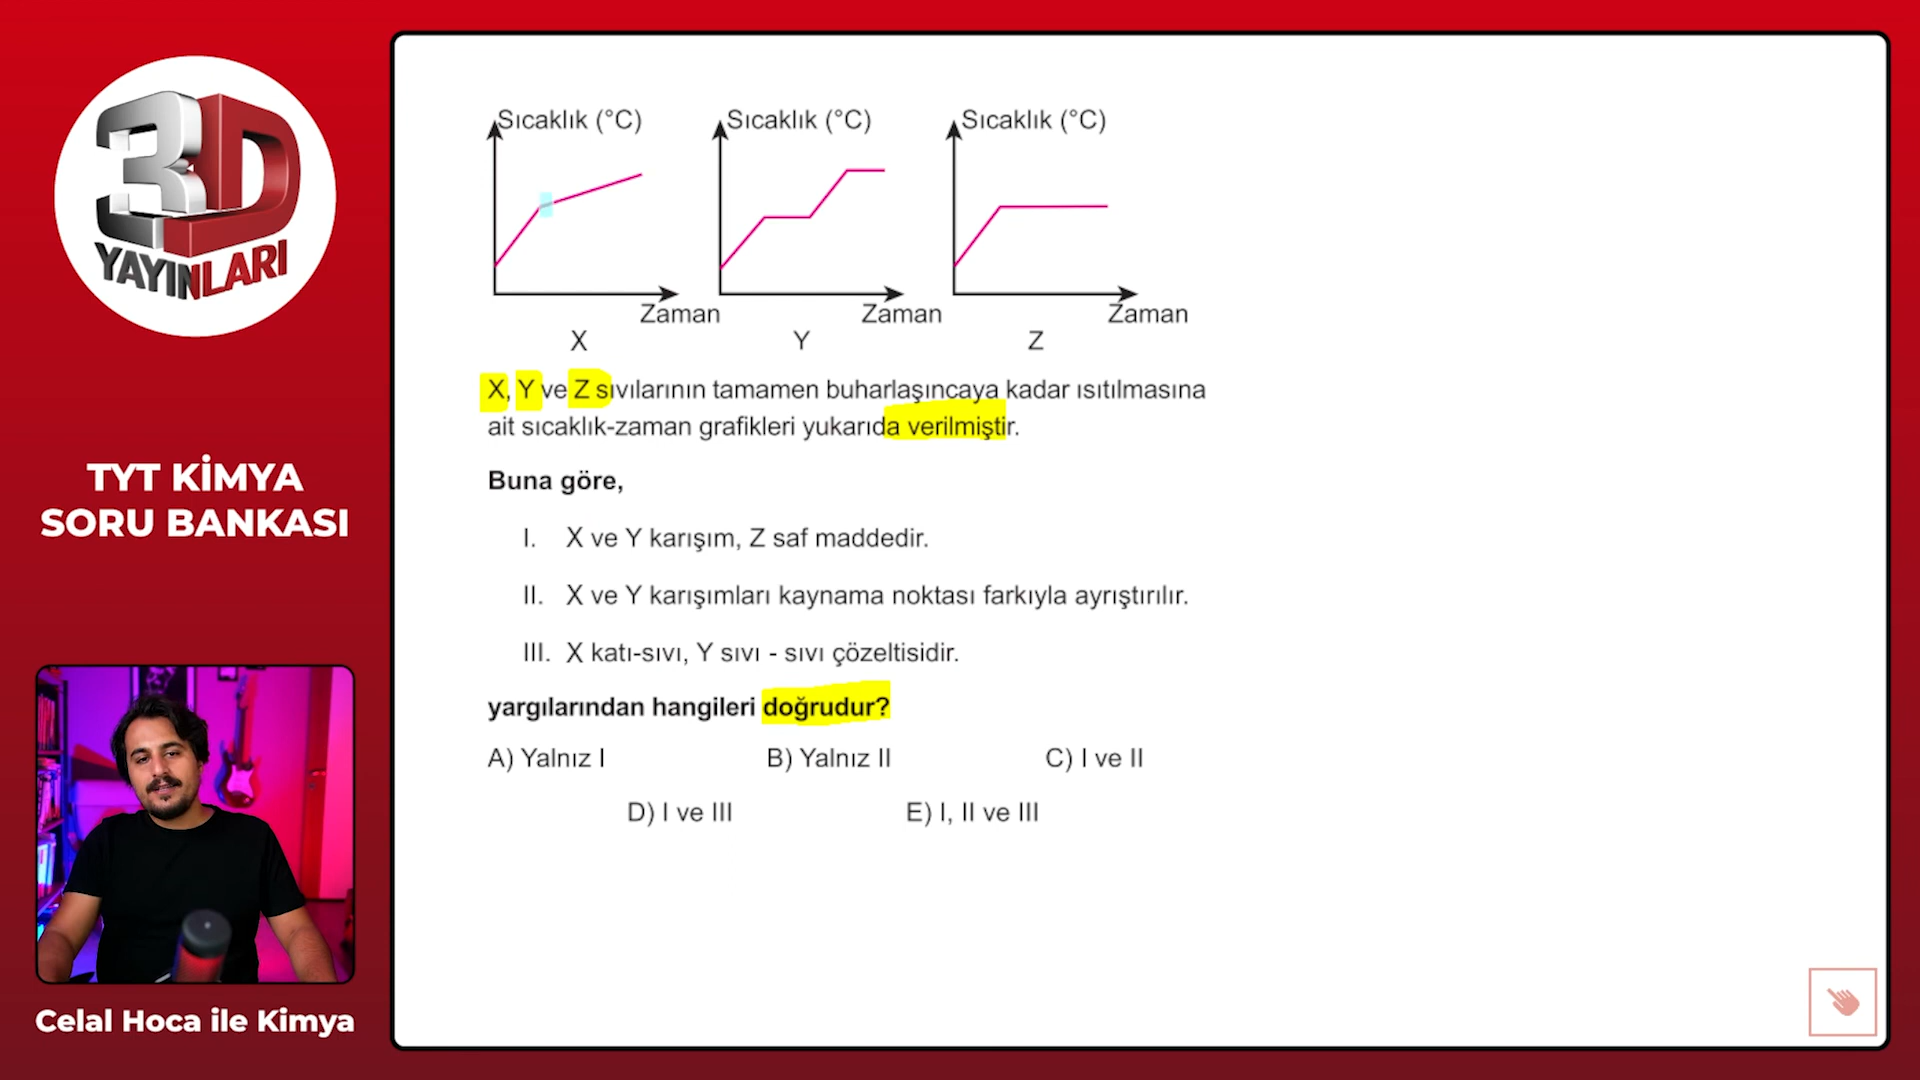 3D
YAYINLARI
TYT KİMYA
SORU BANKASI
Celal Hoca ile Kimya
Sıcaklık (°C) Sıcaklık (°C) Sıcaklık (°C)
Zaman Zaman Zaman
X Y Z
X, Y ve Z sıvılarının tamamen buharlaşıncaya kadar ısıtılmasına
ait sıcaklık-zaman grafikleri yukarıda verilmiştir.
Buna göre,
I. X ve Y karışım, Z saf maddedir.
II. X ve Y karışımları kaynama noktası farkıyla ayrıştırılır.
III. X katı-sıvı, Y sıvı - sıvı çözeltisidir.
yargılarından hangileri doğrudur?
A) Yalnız I B) Yalnız II C) I ve II
D) I ve III E) I, II ve III